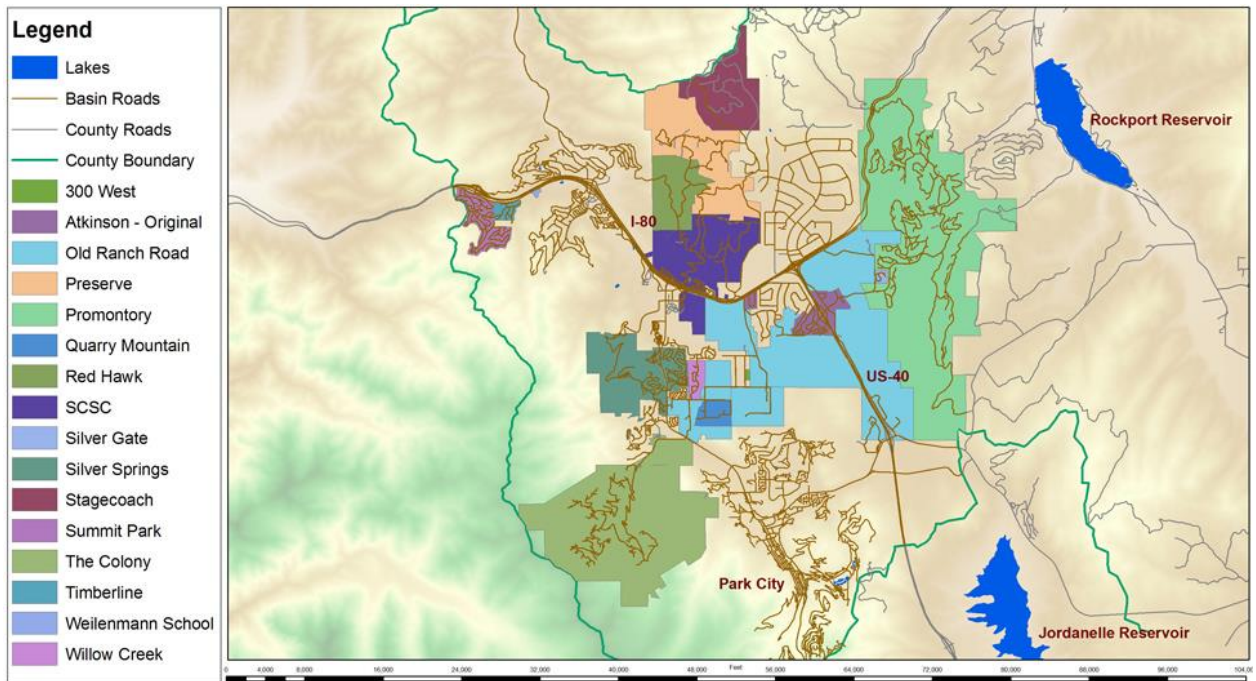 Legend
Lakes
Basin Roads
County Roads
County Boundary
300 West
Atkinson - Original
Old Ranch Road
Preserve
Promontory
Quarry Mountain
Red Hawk
SCSC
Silver Gate
Silver Springs
Stagecoach
Summit Park
The Colony
Timberline
Weilenmann School
Willow Creek
Rockport Reservoir
I-80
US-40
Park City
Jordanelle Reservoir
Feet
0 4,000 8,000 16,000 24,000 32,000 40,000 48,000 56,000 64,000 72,000 80,000 88,000 96,000 104,000